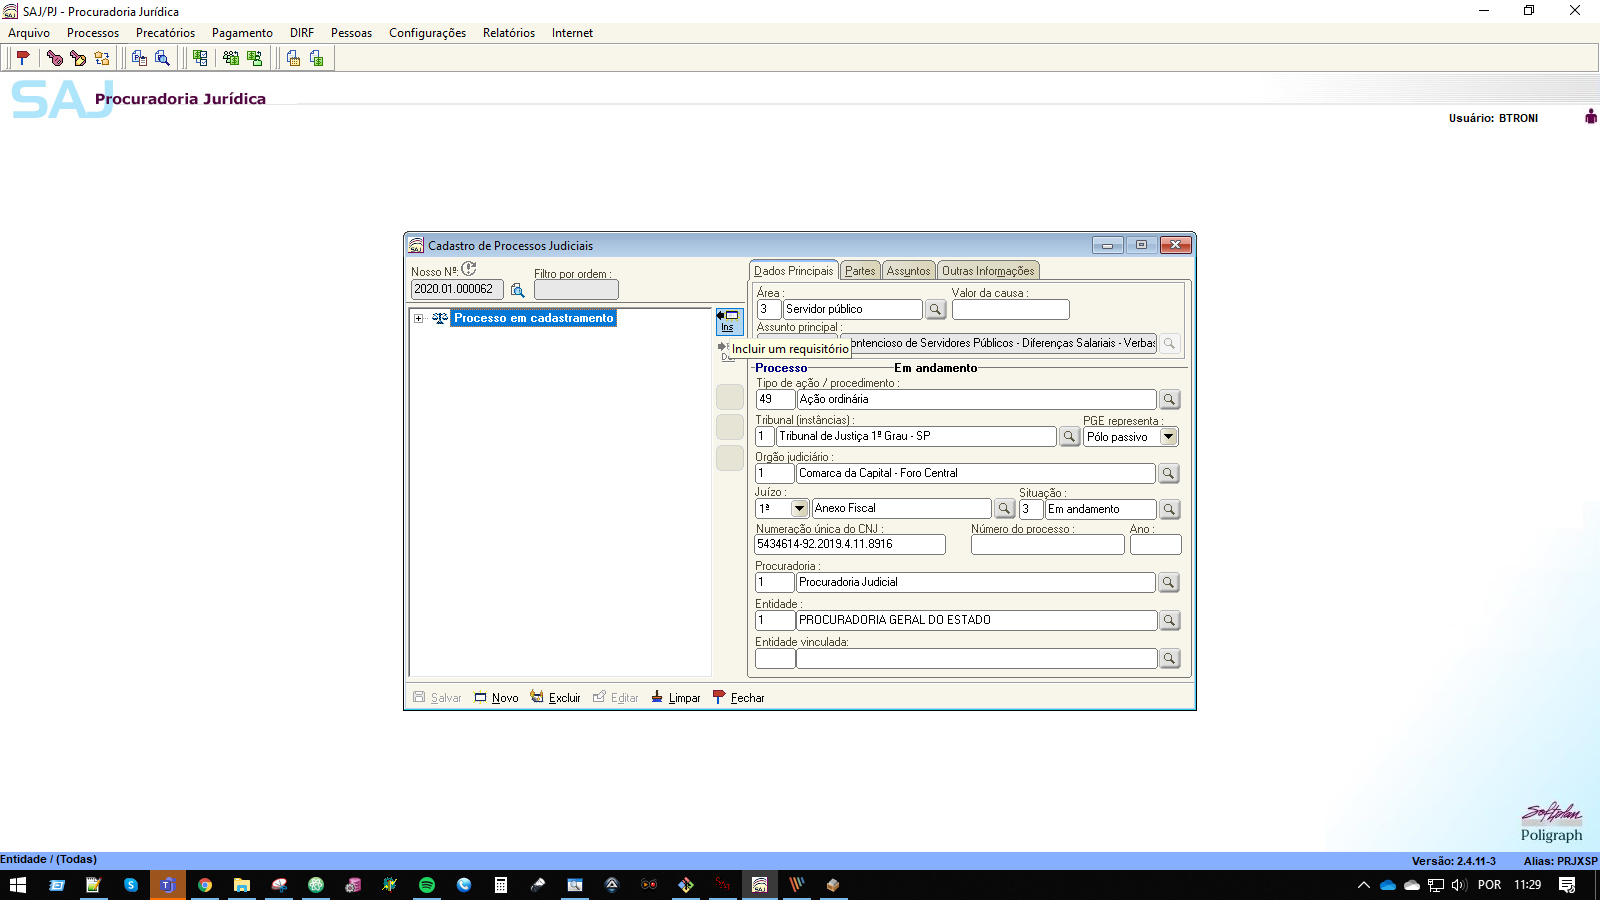 SAJ/PJ - Procuradoria Jurídica
Arquivo Processos Precatórios Pagamento DIRF Pessoas Configurações Relatórios Internet
SAJ Procuradoria Jurídica
Usuário: BTRONI
Cadastro de Processos Judiciais
Nosso Nº:
Filtro por ordem :
2020.01.000062
Processo em cadastramento
Ins
Incluir um requisitório
Dados Principais Partes Assuntos Outras Informações
Área :
Valor da causa :
3 Servidor público
Assunto principal :
ontencioso de Servidores Públicos - Diferenças Salariais - Verbas
Processo Em andamento
Tipo de ação / procedimento :
49 Ação ordinária
Tribunal (instâncias) :
PGE representa :
1 Tribunal de Justiça 1º Grau - SP
Pólo passivo
Orgão judiciário :
1 Comarca da Capital - Foro Central
Juízo :
Situação :
1ª Anexo Fiscal
3 Em andamento
Numeração única do CNJ :
Número do processo :
Ano :
5434614-92.2019.4.11.8916
Procuradoria :
1 Procuradoria Judicial
Entidade :
1 PROCURADORIA GERAL DO ESTADO
Entidade vinculada:
Salvar Novo Excluir Editar Limpar Fechar
Softplan
Poligraph
Entidade / (Todas)
Versão: 2.4.11-3 Alias: PRJXSP
POR 11:29